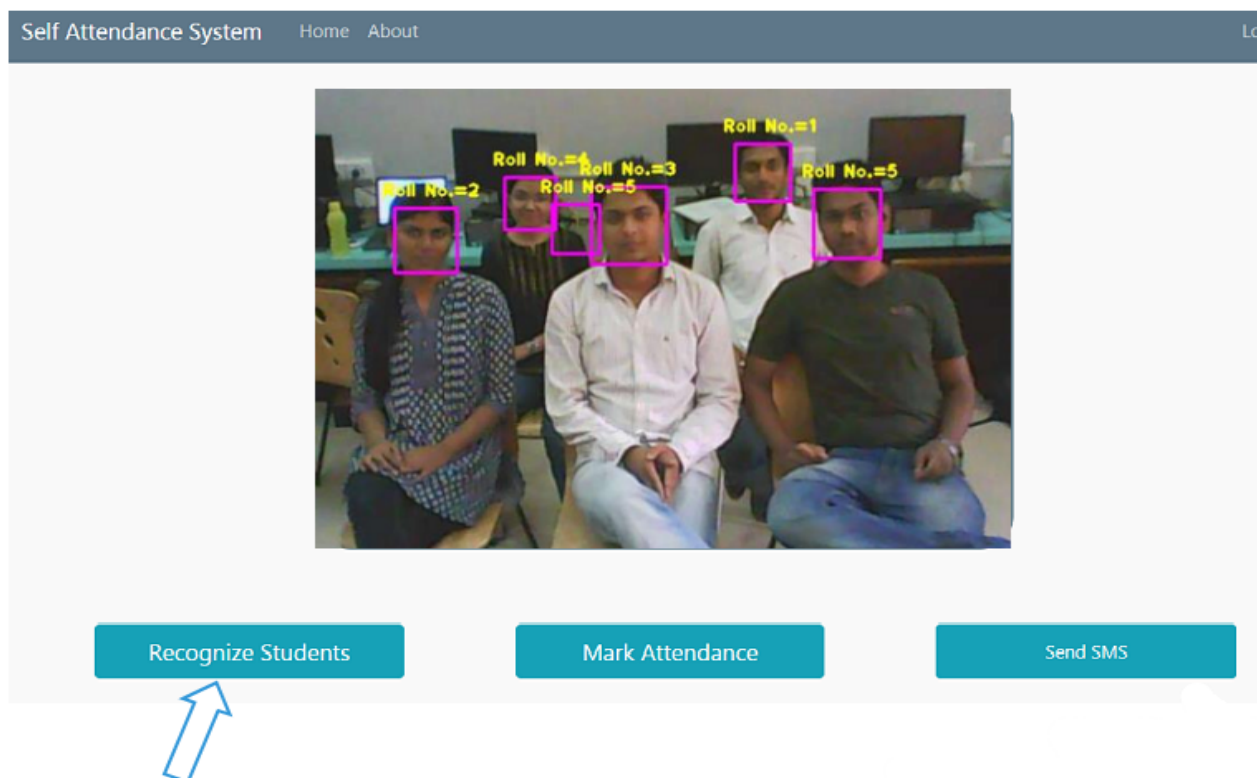 Self Attendance System Home About Lo
Roll No.=1
Roll No.=4
Roll No.=3
Roll No.=5
Roll No.=5
Roll No.=2
Recognize Students Mark Attendance Send SMS